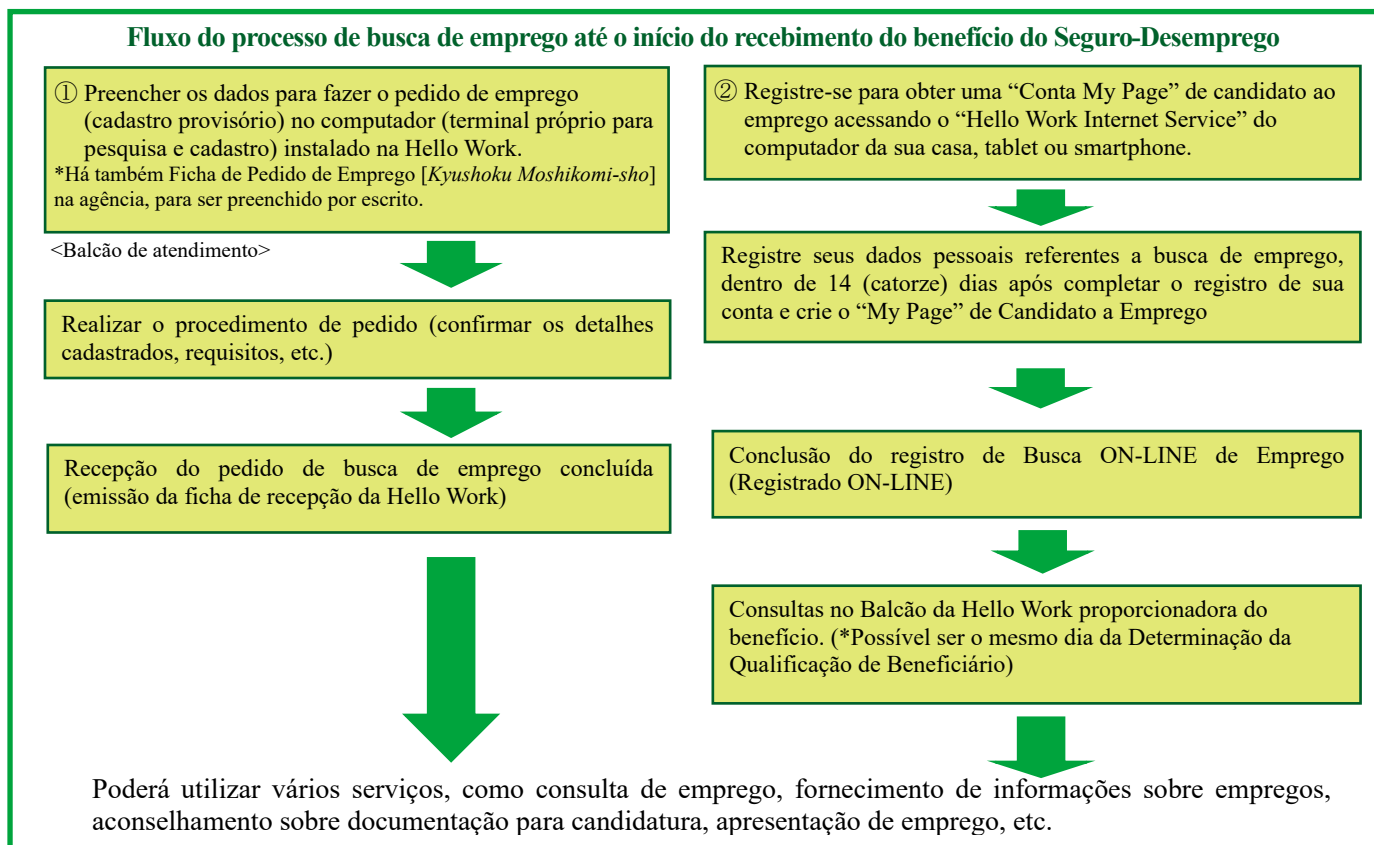 Fluxo do processo de busca de emprego até o início do recebimento do benefício do Seguro-Desemprego
① Preencher os dados para fazer o pedido de emprego
(cadastro provisório) no computador (terminal próprio para
pesquisa e cadastro) instalado na Hello Work.
*Há também Ficha de Pedido de Emprego [Kyushoku Moshikomi-sho]
na agência, para ser preenchido por escrito.
<Balcão de atendimento>
Realizar o procedimento de pedido (confirmar os detalhes
cadastrados, requisitos, etc.)
Recepção do pedido de busca de emprego concluída
(emissão da ficha de recepção da Hello Work)
② Registre-se para obter uma “Conta My Page” de candidato ao
emprego acessando o “Hello Work Internet Service” do
computador da sua casa, tablet ou smartphone.
Registre seus dados pessoais referentes a busca de emprego,
dentro de 14 (catorze) dias após completar o registro de sua
conta e crie o “My Page” de Candidato a Emprego
Conclusão do registro de Busca ON-LINE de Emprego
(Registrado ON-LINE)
Consultas no Balcão da Hello Work proporcionadora do
benefício. (*Possível ser o mesmo dia da Determinação da
Qualificação de Beneficiário)
Poderá utilizar vários serviços, como consulta de emprego, fornecimento de informações sobre empregos,
aconselhamento sobre documentação para candidatura, apresentação de emprego, etc.